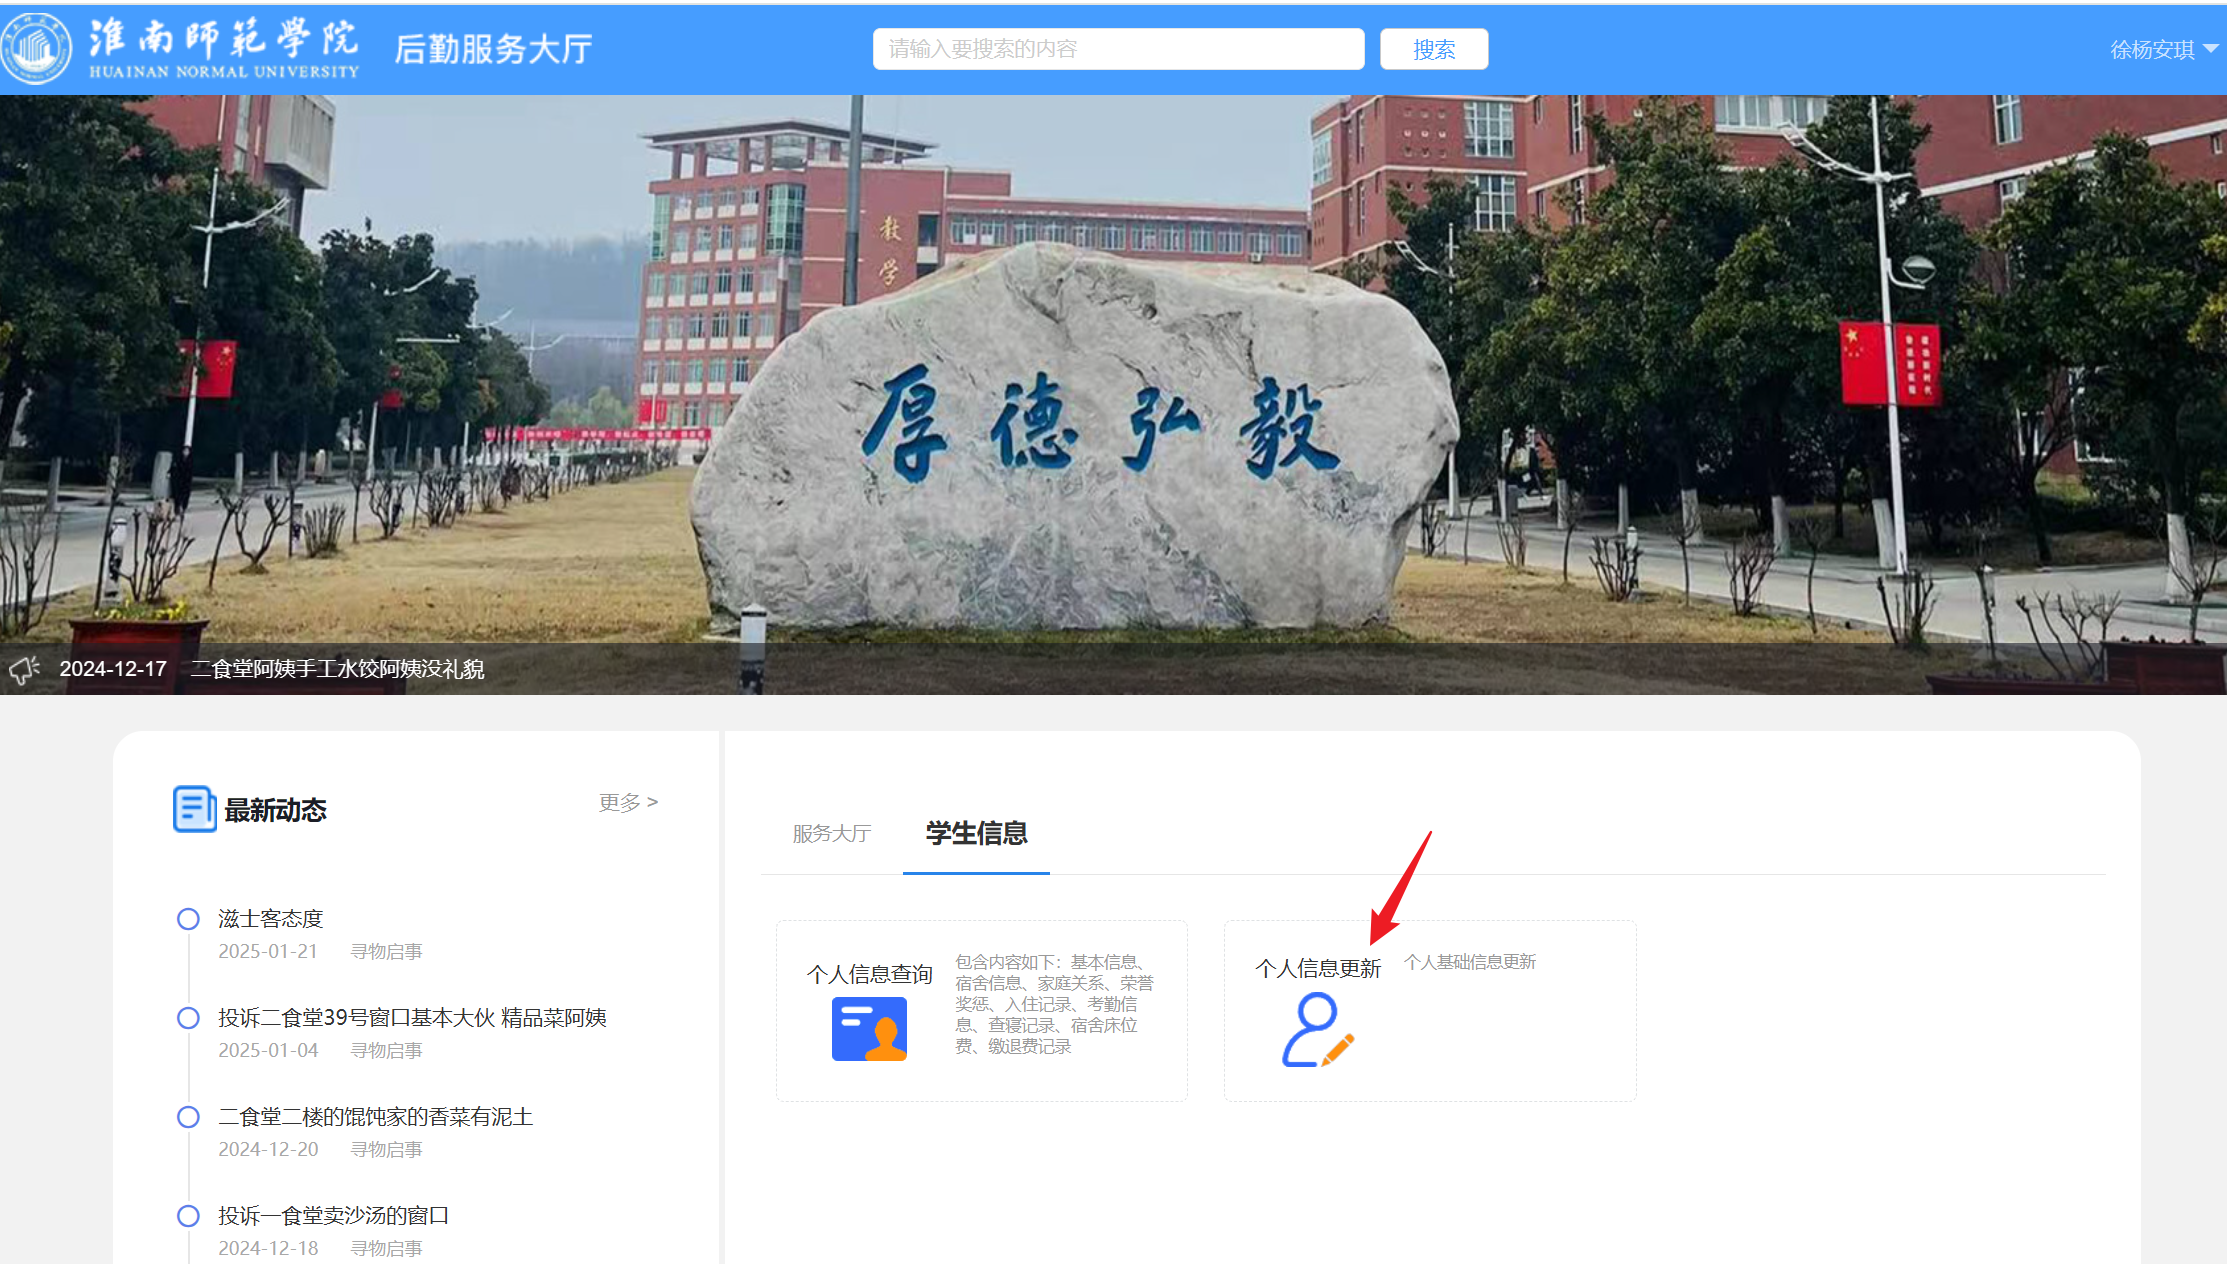 淮南師範學院
HUAINAN NORMAL UNIVERSITY
后勤服务大厅
请输入要搜索的内容
搜索
徐杨安琪
教学
厚德弘毅
2024-12-17 二食堂阿姨手工水饺阿姨没礼貌
最新动态
更多 >
滋士客态度
2025-01-21 寻物启事
投诉二食堂39号窗口基本大伙 精品菜阿姨
2025-01-04 寻物启事
二食堂二楼的馄饨家的香菜有泥土
2024-12-20 寻物启事
投诉一食堂卖沙汤的窗口
2024-12-18 寻物启事
服务大厅
学生信息
个人信息查询
包含内容如下：基本信息、
宿舍信息、家庭关系、荣誉
奖惩、入住记录、考勤信
息、查寝记录、宿舍床位
费、缴退费记录
个人信息更新
个人基础信息更新